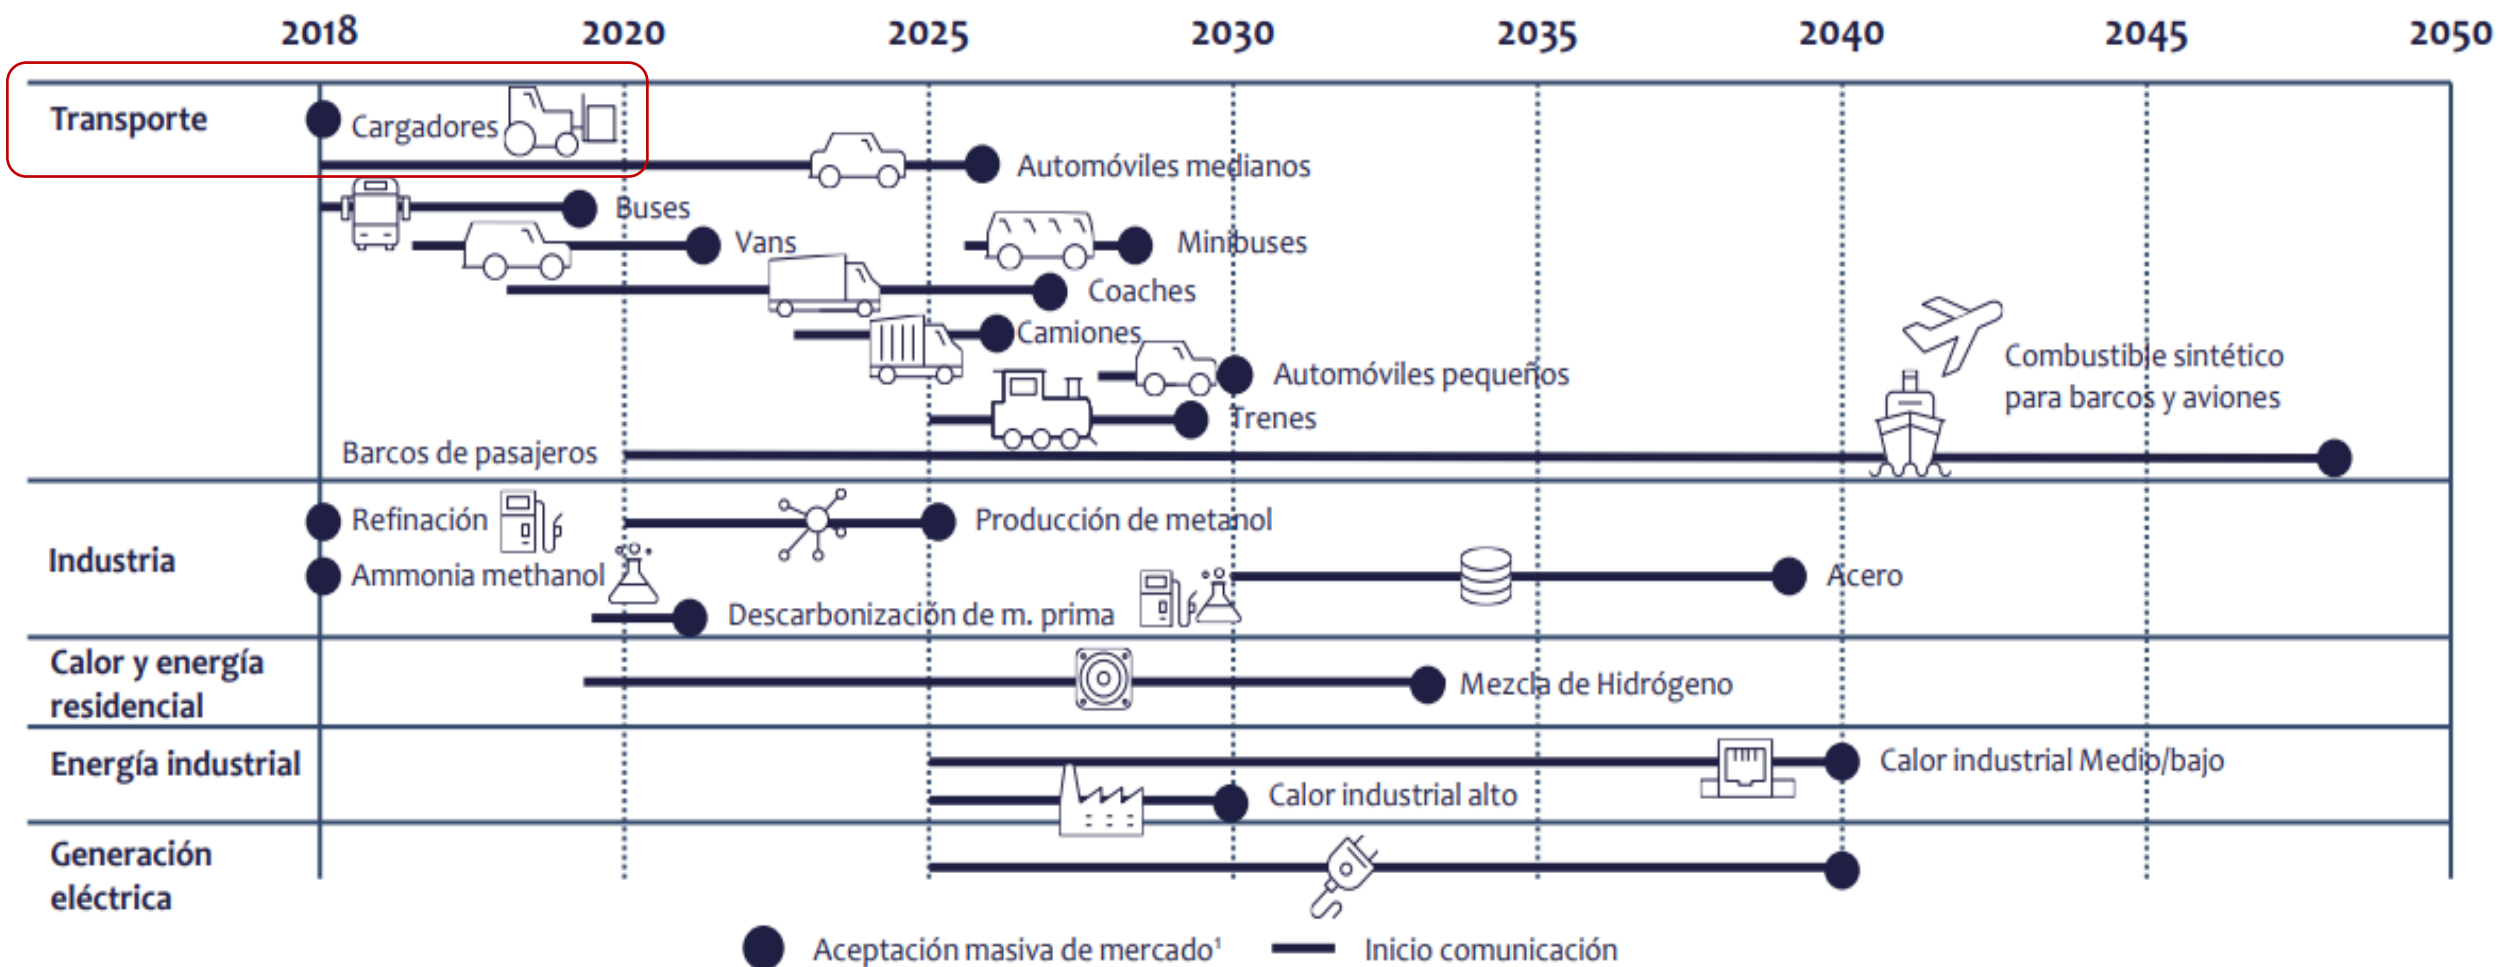 2018 2020 2025 2030 2035 2040 2045 2050
Transporte
Cargadores
Automóviles medianos
Buses
Vans
Minibuses
Coaches
Camiones
Automóviles pequeños
Combustible sintético
para barcos y aviones
Trenes
Barcos de pasajeros
Industria
Refinación
Producción de metanol
Ammonia methanol
Acero
Descarbonización de m. prima
Calor y energía
residencial
Mezcla de Hidrógeno
Energía industrial
Calor industrial Medio/bajo
Calor industrial alto
Generación
eléctrica
Aceptación masiva de mercado¹
Inicio comunicación